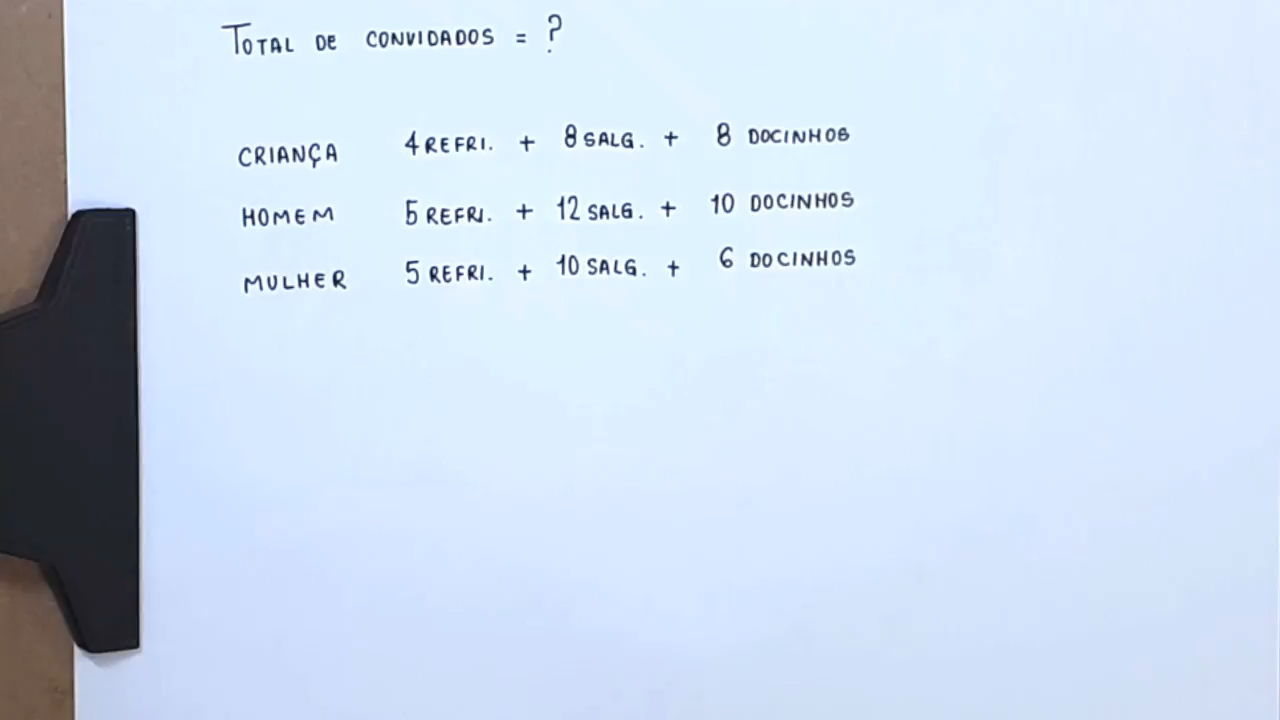 TOTAL DE CONVIDADOS = ?
CRIANÇA 4 REFRI. + 8 SALG. + 8 DOCINHOS
HOMEM 5 REFRI. + 12 SALG. + 10 DOCINHOS
MULHER 5 REFRI. + 10 SALG. + 6 DOCINHOS